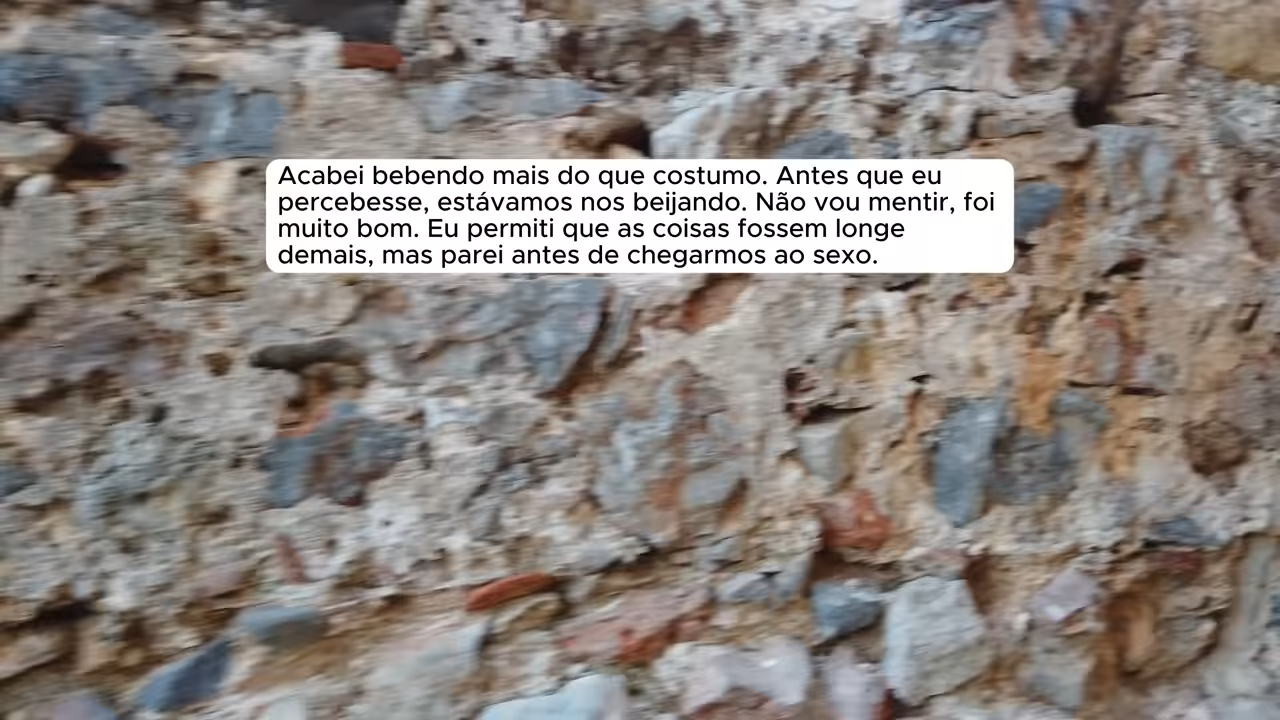 Acabei bebendo mais do que costumo. Antes que eu
percebesse, estávamos nos beijando. Não vou mentir, foi
muito bom. Eu permiti que as coisas fossem longe
demais, mas parei antes de chegarmos ao sexo.